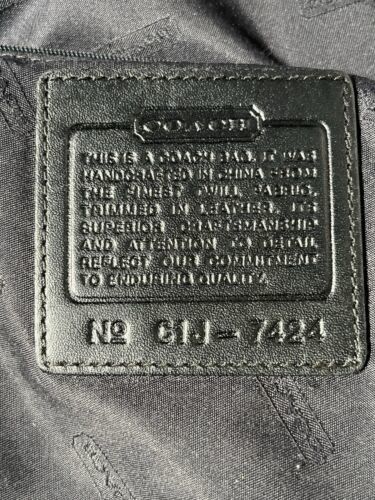 COACH
THIS IS A COACH BAG. IT WAS
HANDCRAFTED IN CHINA FROM
THE FINEST TWILL FABRIC,
TRIMMED IN LEATHER. ITS
SUPERIOR CRAFTSMANSHIP
AND ATTENTION TO DETAIL
REFLECT OUR COMMITMENT
TO ENDURING QUALITY.
Nº C1J-7424